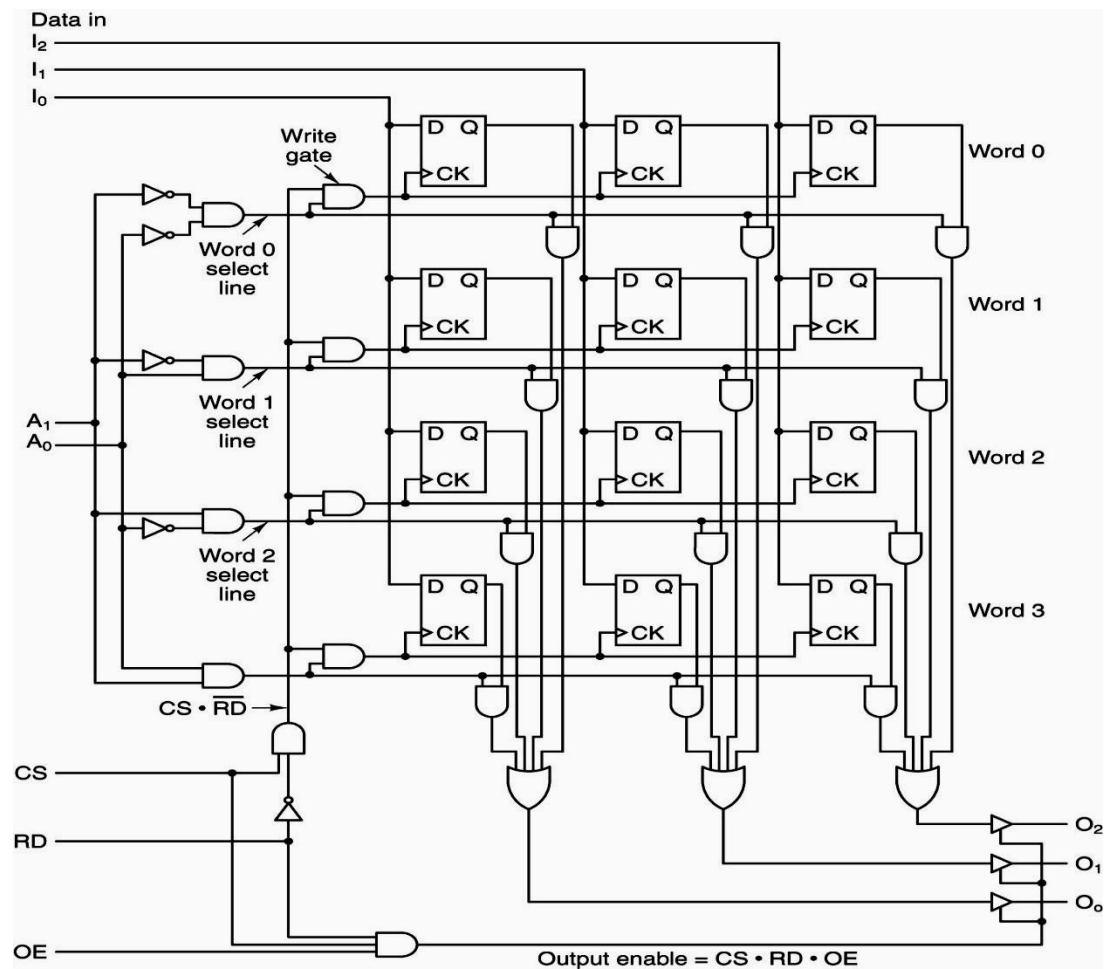 Data in
I₂
I₁
I₀
Write
gate
D Q
CK
D Q
CK
D Q
CK
Word 0
Word 0
select
line
D Q
CK
D Q
CK
D Q
CK
Word 1
Word 1
select
line
A₁
A₀
D Q
CK
D Q
CK
D Q
CK
Word 2
Word 2
select
line
D Q
CK
D Q
CK
D Q
CK
Word 3
CS • R̅D̅
CS
RD
O₂
O₁
O₀
OE
Output enable = CS • RD • OE